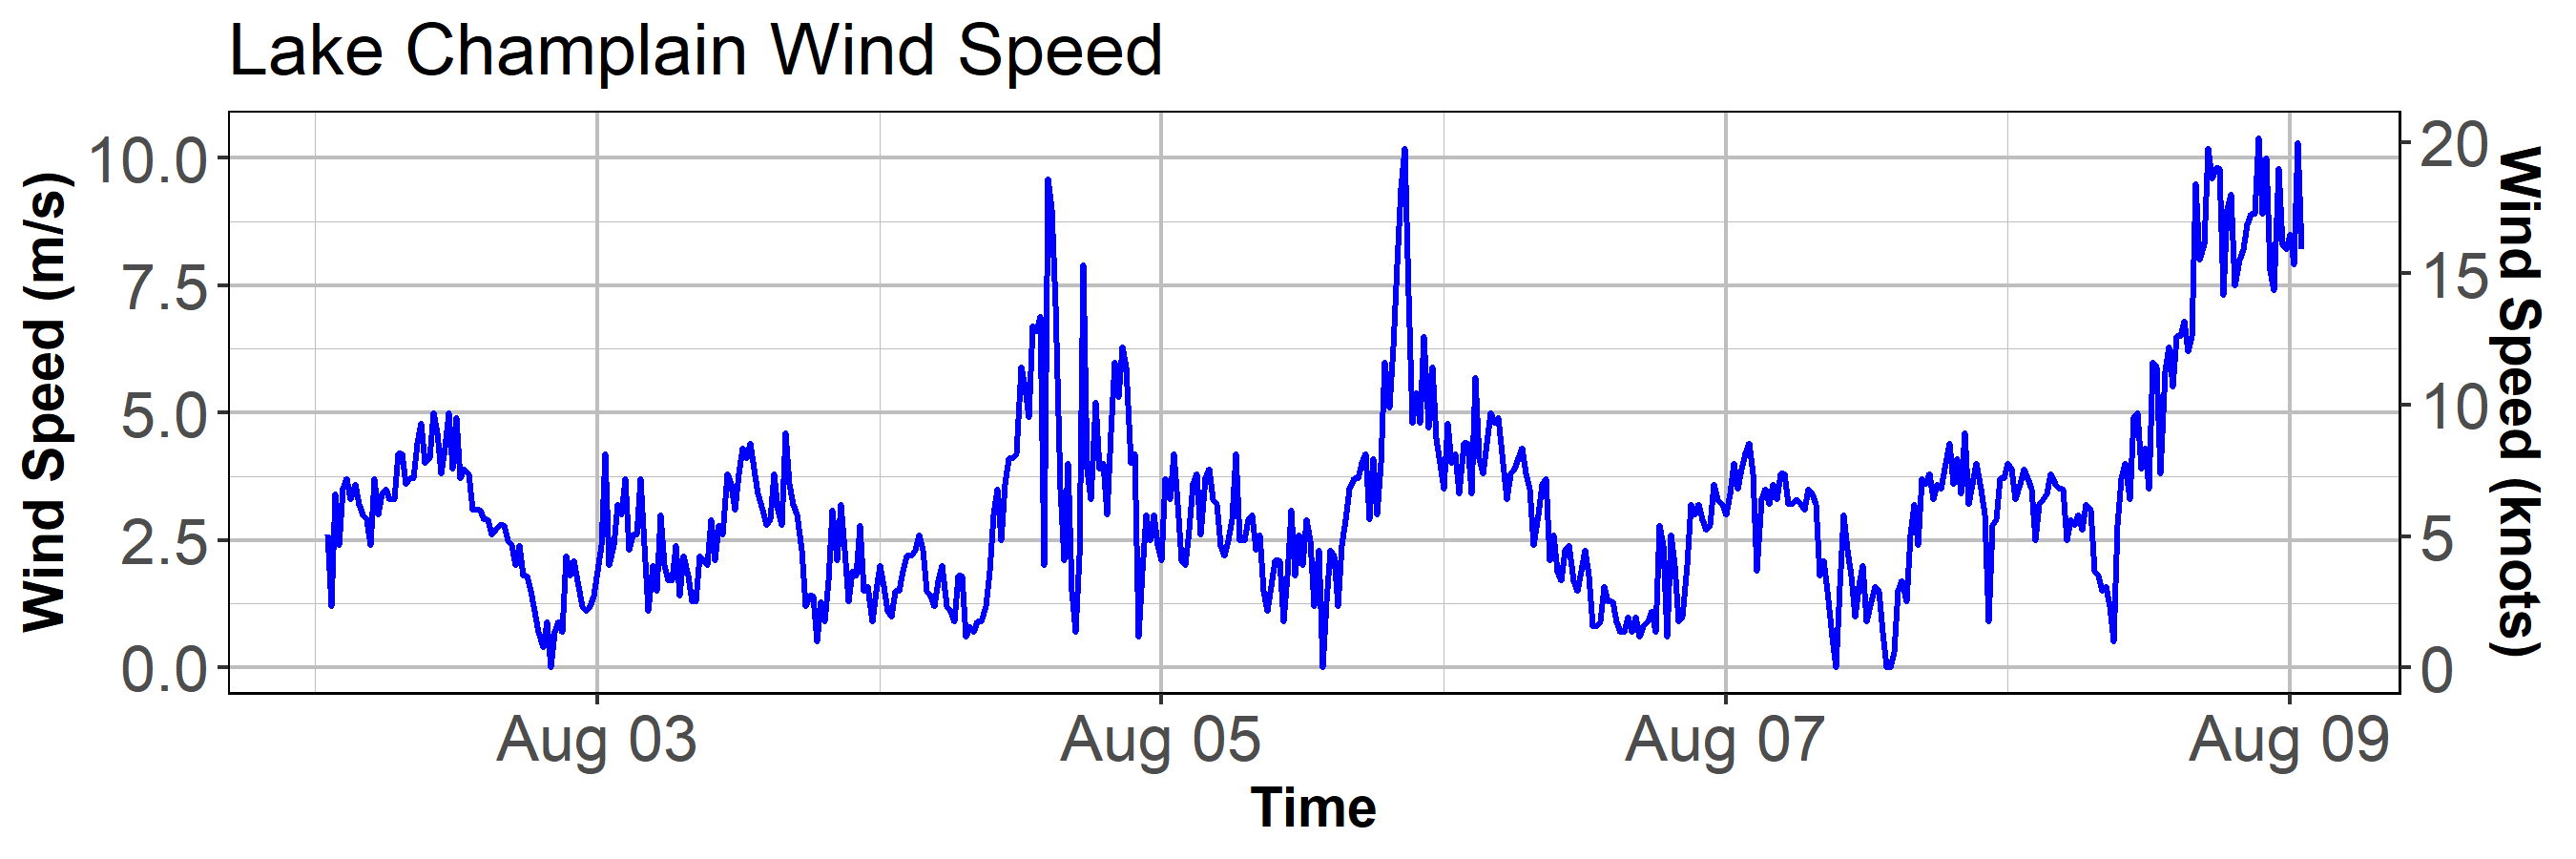 Lake Champlain Wind Speed
Wind Speed (m/s)
10.0
7.5
5.0
2.5
0.0
20
15
10
5
0
Wind Speed (knots)
Aug 03
Aug 05
Aug 07
Aug 09
Time